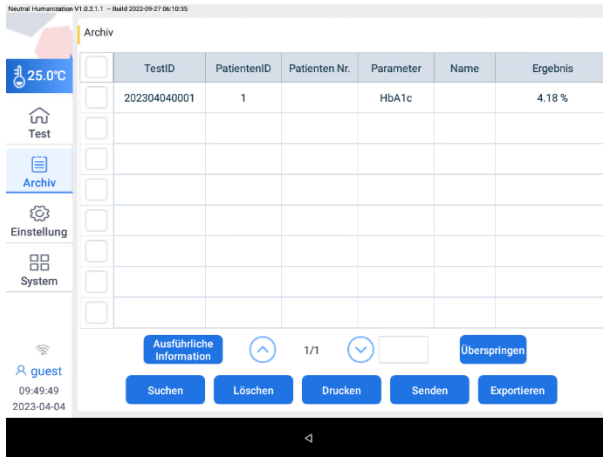 Neutral Humanization V1.0.2.1.1 – Build 2022-09-27 06:10:35
Archiv
25.0°C
Test
Archiv
Einstellung
System
guest
09:49:49
2023-04-04
TestID PatientenID Patienten Nr. Parameter Name Ergebnis
202304040001 1 HbA1c 4.18 %
Ausführliche
Information
1/1
Überspringen
Suchen Löschen Drucken Senden Exportieren